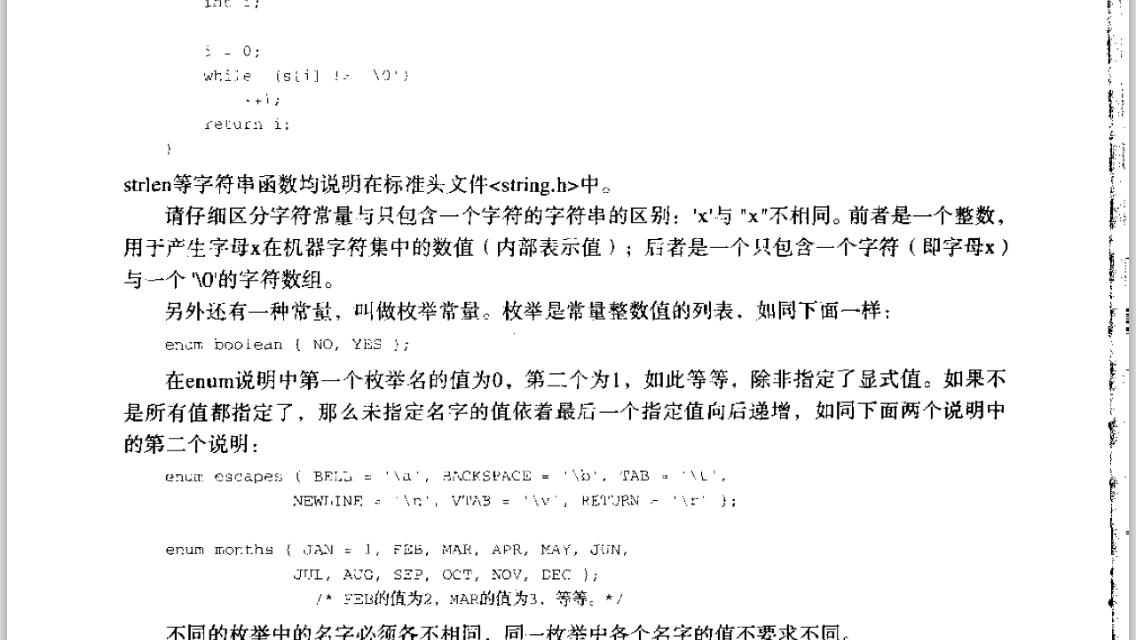 int i;
i = 0;
while (s[i] != '\0')
++i;
return i;
}
strlen等字符串函数均说明在标准头文件<string.h>中。
请仔细区分字符常量与只包含一个字符的字符串的区别：'x'与 "x"不相同。前者是一个整数，
用于产生字母x在机器字符集中的数值（内部表示值）；后者是一个只包含一个字符（即字母x）
与一个 '\0'的字符数组。
另外还有一种常量，叫做枚举常量。枚举是常量整数值的列表，如同下面一样：
enum boolean { NO, YES };
在enum说明中第一个枚举名的值为0，第二个为1，如此等等，除非指定了显式值。如果不
是所有值都指定了，那么未指定名字的值依着最后一个指定值向后递增，如同下面两个说明中
的第二个说明：
enum escapes { BELL = '\a', BACKSPACE = '\b', TAB = '\t',
NEWLINE = '\n', VTAB = '\v', RETURN = '\r' };
enum months { JAN = 1, FEB, MAR, APR, MAY, JUN,
JUL, AUG, SEP, OCT, NOV, DEC };
/* FEB的值为2，MAR的值为3，等等。*/
不同的枚举中的名字必须各不相同，同一枚举中各个名字的值不要求不同。